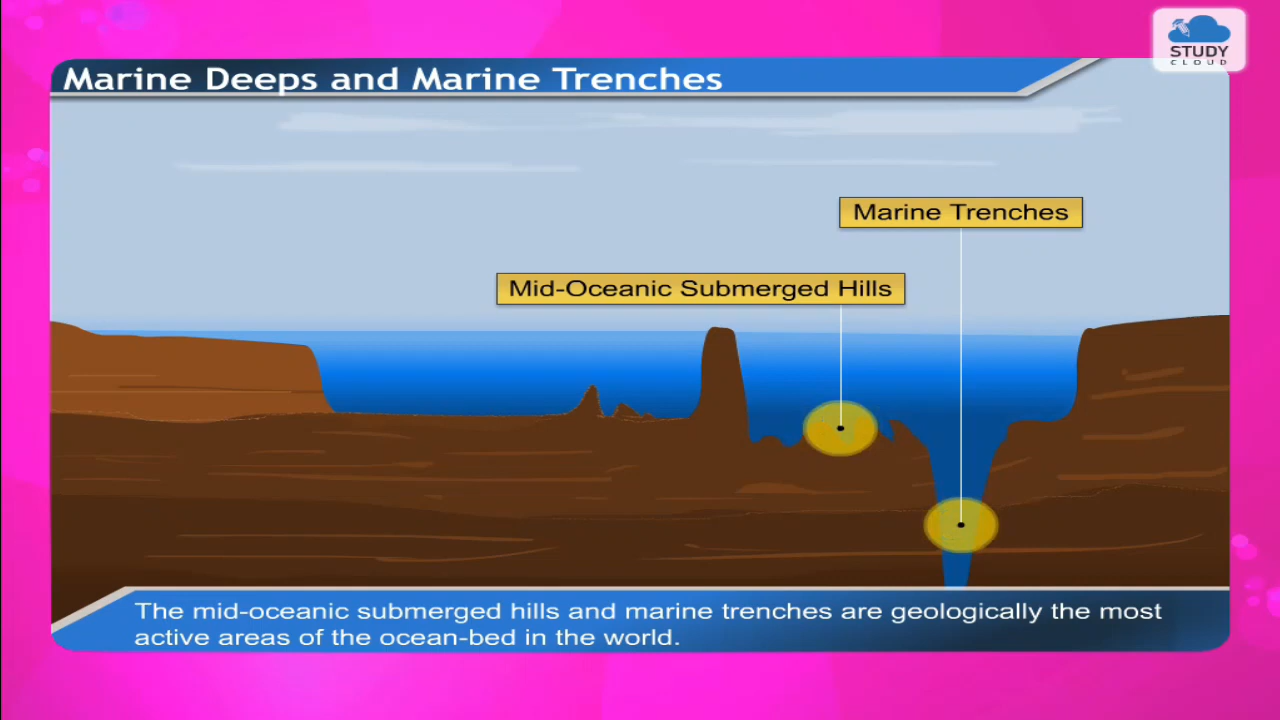 STUDY
CLOUD
Marine Deeps and Marine Trenches
Marine Trenches
Mid-Oceanic Submerged Hills
The mid-oceanic submerged hills and marine trenches are geologically the most
active areas of the ocean-bed in the world.